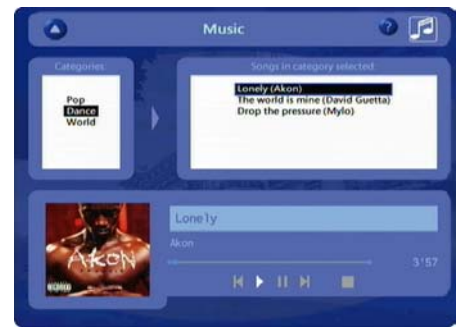 Music
?
Categories
Songs in category selected
Pop
Dance
World
Lonely (Akon)
The world is mine (David Guetta)
Drop the pressure (Mylo)
Lonely
Akon
AKON
3'57